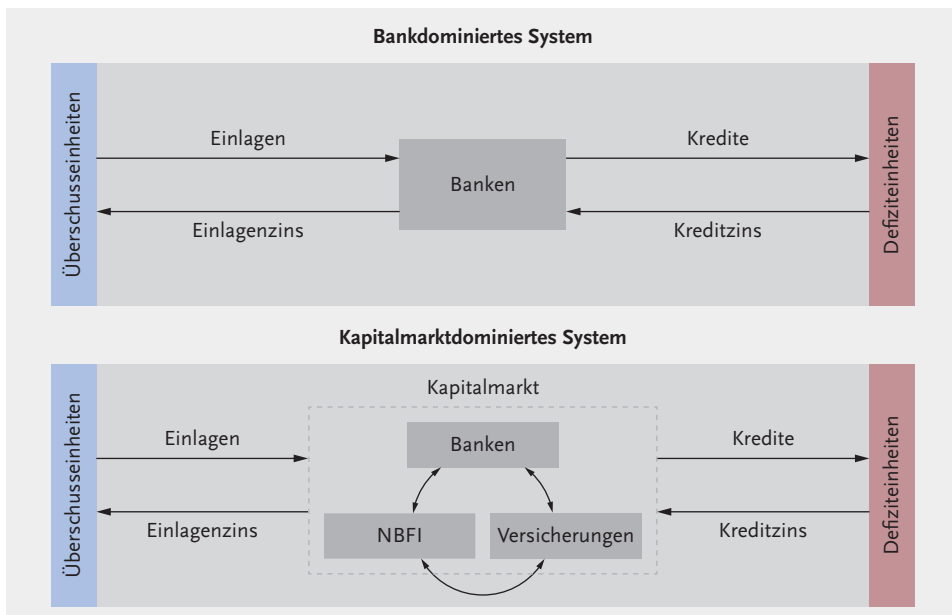 Bankdominiertes System
Überschusseinheiten
Einlagen
Einlagenzins
Banken
Kredite
Kreditzins
Defiziteinheiten
Kapitalmarktdominiertes System
Überschusseinheiten
Einlagen
Einlagenzins
Kapitalmarkt
Banken
NBFI
Versicherungen
Kredite
Kreditzins
Defiziteinheiten